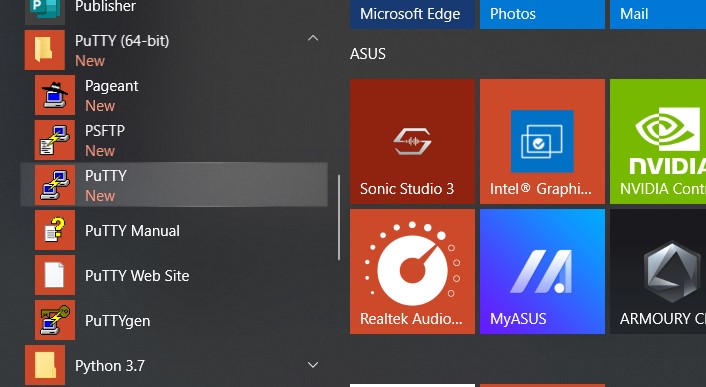 Publisher
PuTTY (64-bit)
New
Pageant
New
PSFTP
New
PuTTY
New
PuTTY Manual
PuTTY Web Site
PuTTYgen
Python 3.7
Microsoft Edge
Photos
Mail
ASUS
Sonic Studio 3
Intel® Graphi...
NVIDIA
NVIDIA Cont
Realtek Audio...
MyASUS
ARMOURY C